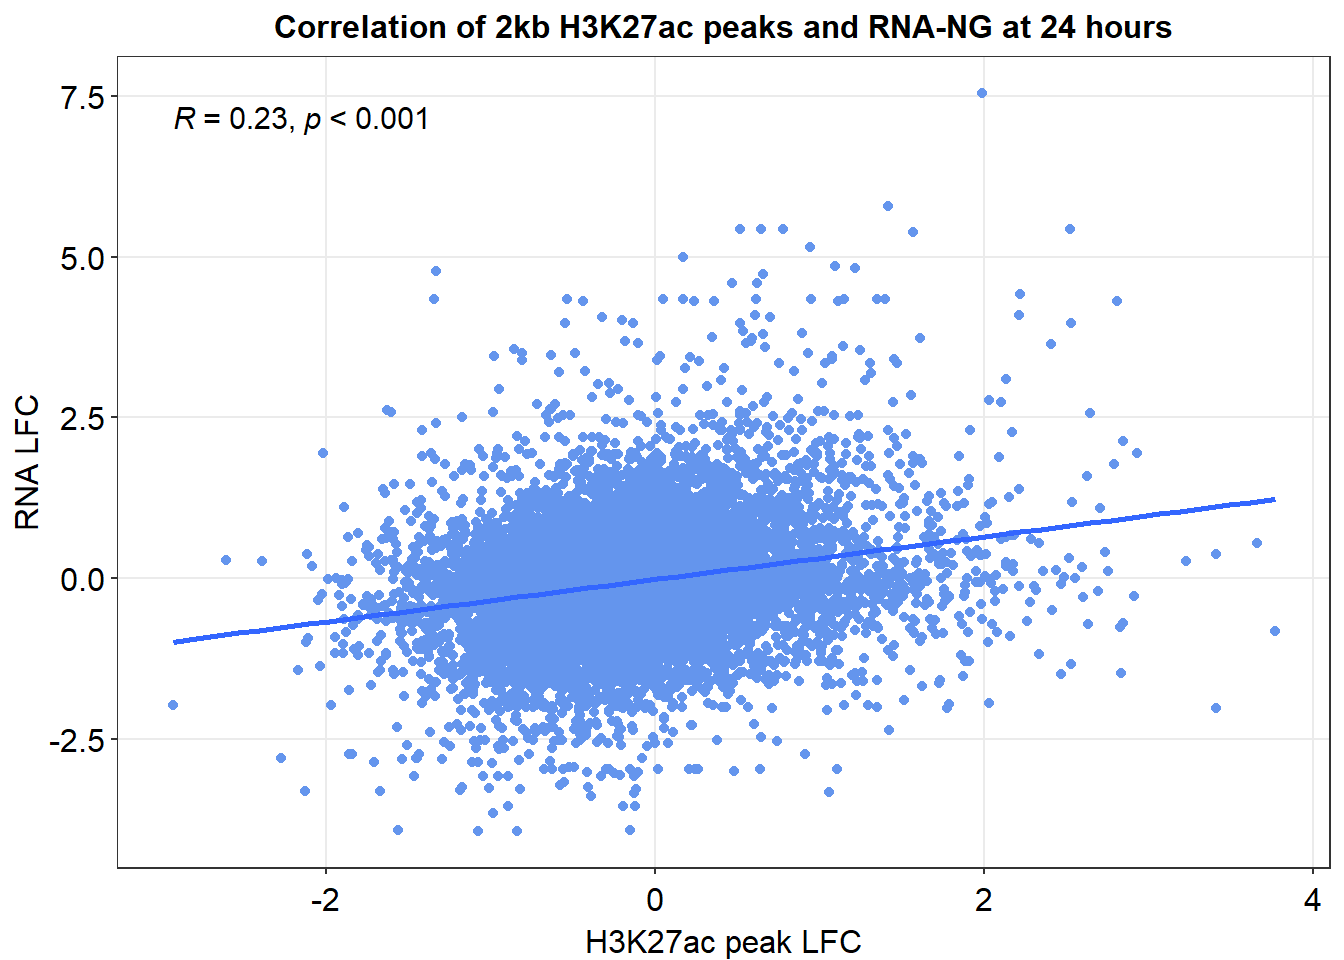 Correlation of 2kb H3K27ac peaks and RNA-NG at 24 hours
R = 0.23, p < 0.001
7.5
5.0
2.5
0.0
-2.5
RNA LFC
-2 0 2 4
H3K27ac peak LFC